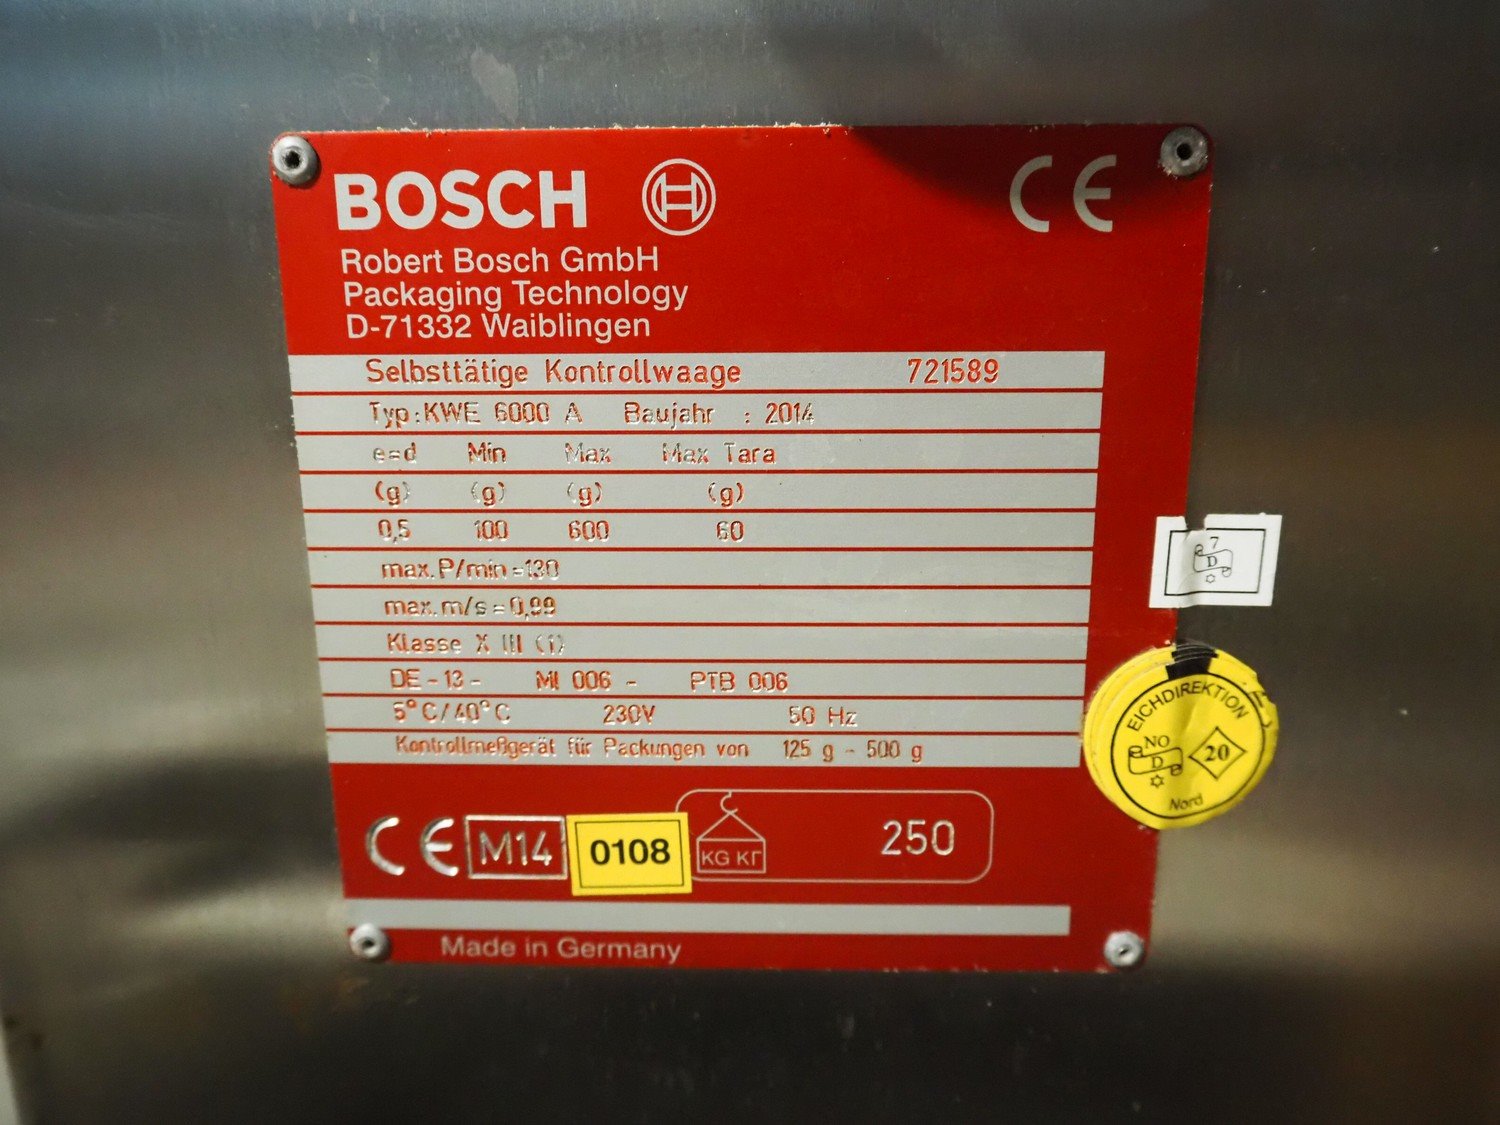 BOSCH
CE
Robert Bosch GmbH
Packaging Technology
D-71332 Waiblingen
Selbsttätige Kontrollwaage 721589
Typ: KWE 6000 A Baujahr : 2014
e=d Min Max Max Tara
(g) (g) (g) (g)
0,5 100 600 60
max. P/min =130
max. m/s = 0,99
Klasse X III (1)
DE - 13 - MI 006 - PTB 006
5°C/40°C 230V 50 Hz
Kontrollmeßgerät für Packungen von 125 g - 500 g
CE M14 0108 KG КГ 250
Made in Germany
7
D
EICHDIREKTION
NO
D
20
Nord